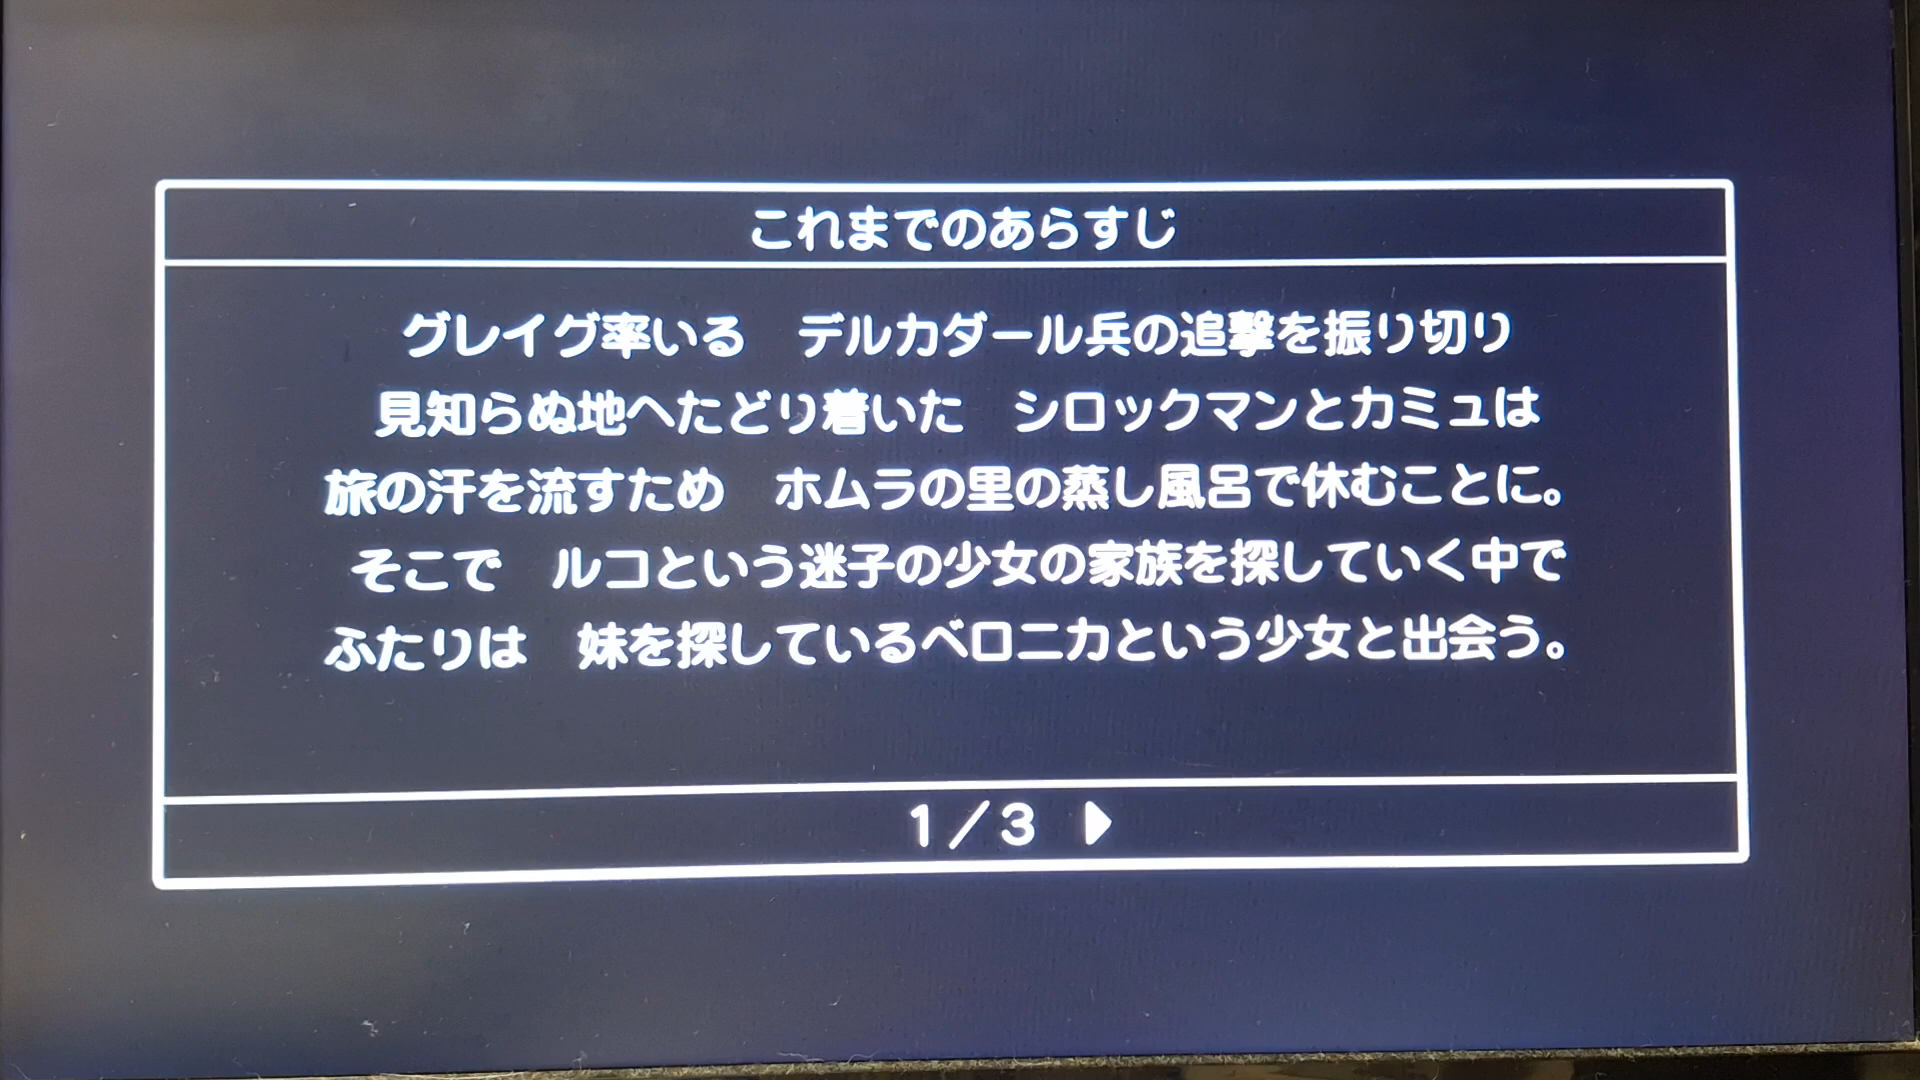 これまでのあらすじ
グレイグ率いる　デルカダール兵の追撃を振り切り
見知らぬ地へたどり着いた　シロックマンとカミュは
旅の汗を流すため　ホムラの里の蒸し風呂で休むことに。
そこで　ルコという迷子の少女の家族を探していく中で
ふたりは　妹を探しているベロニカという少女と出会う。
1／3 ▶